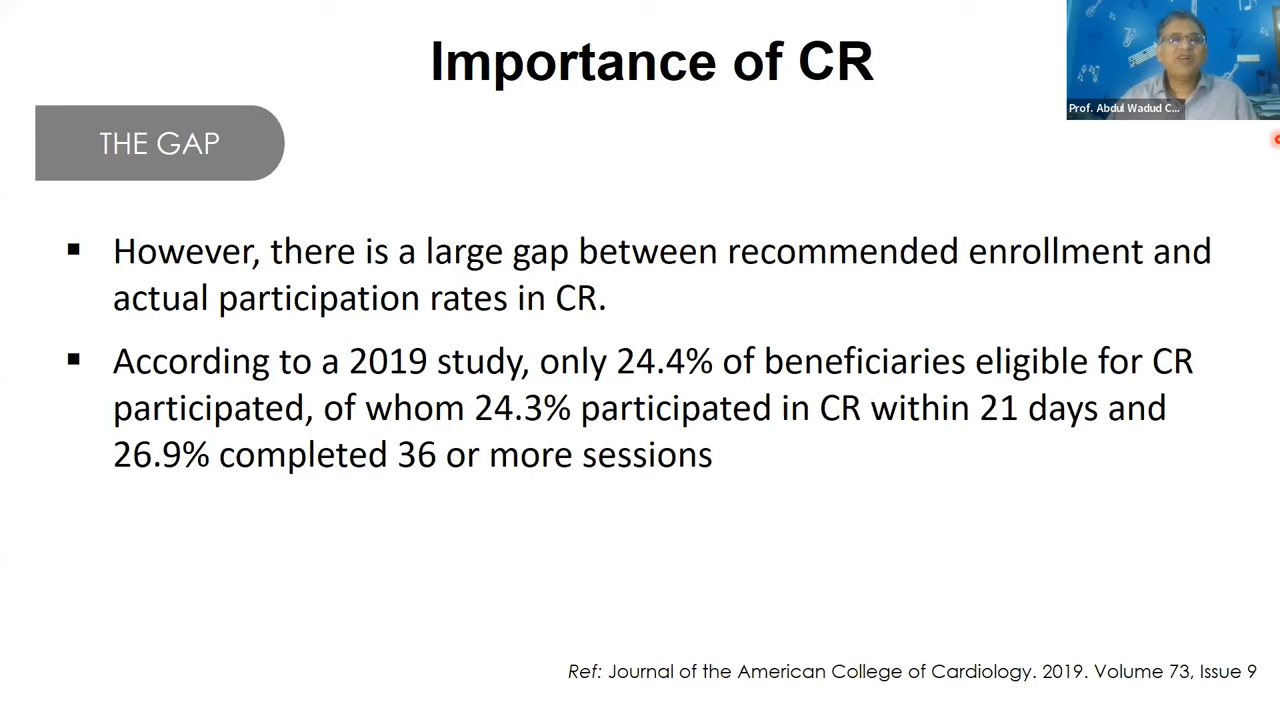 Importance of CR
Prof. Abdul Wadud C...
THE GAP
▪ However, there is a large gap between recommended enrollment and
actual participation rates in CR.
▪ According to a 2019 study, only 24.4% of beneficiaries eligible for CR
participated, of whom 24.3% participated in CR within 21 days and
26.9% completed 36 or more sessions
Ref: Journal of the American College of Cardiology. 2019. Volume 73, Issue 9